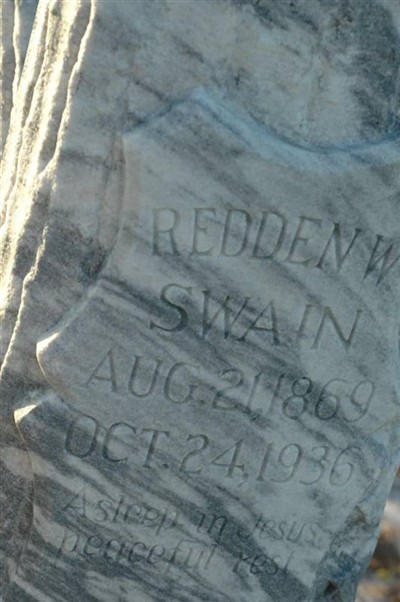 REDDEN W
SWAIN
AUG. 21, 1869
OCT. 24, 1936
Asleep in Jesus,
peaceful rest